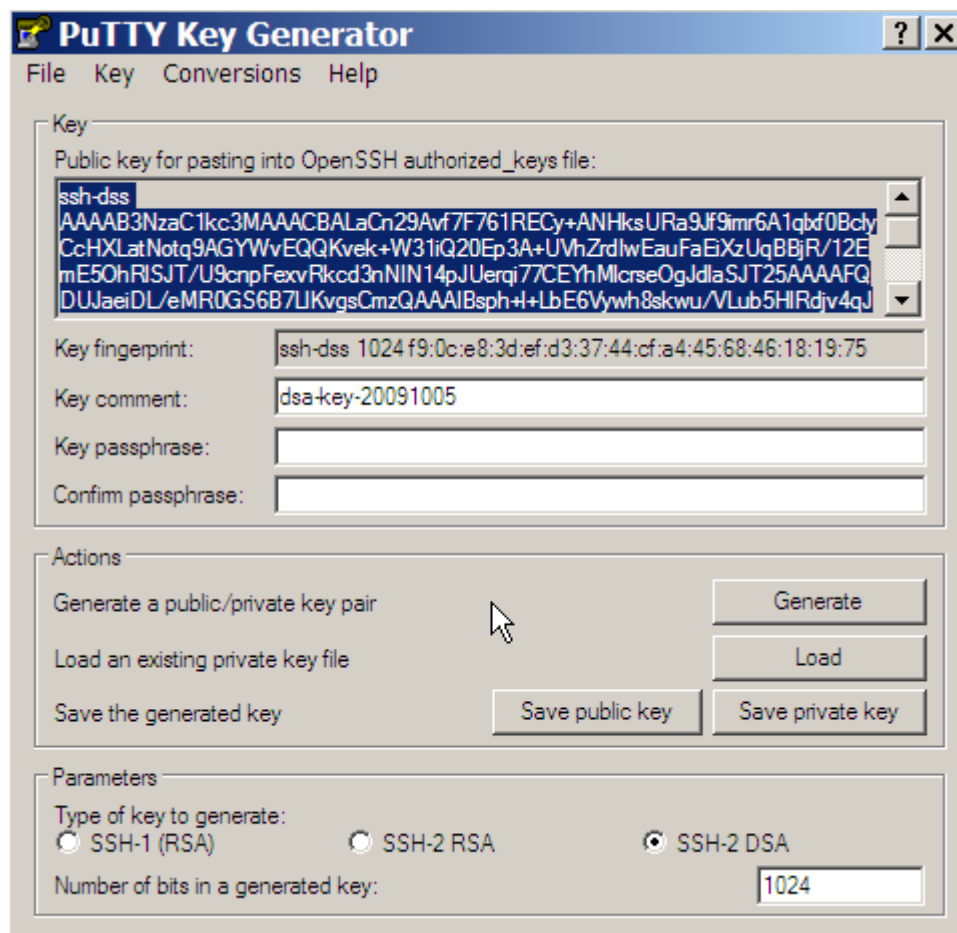 PuTTY Key Generator
File Key Conversions Help
Key
Public key for pasting into OpenSSH authorized_keys file:
ssh-dss
AAAAB3NzaC1kc3MAAACBALaCn29Avf7F761RECy+ANHksURa9Jf9imr6A1qlxf0Bcly
CcHXLatNotq9AGYWvEQQKvek+W31iQ20Ep3A+UVhZrdIwEauFaEiXzUqBBjR/12E
mE5OhRlSJT/U9cnpFexvRkcd3nNIN14pJUerqi77CEYhMlcrseOgJdlaSJT25AAAAFQ
DUJaeiDL/eMR0GS6B7LlKvgsCmzQAAAIBsph+l+LbE6Vywh8skwu/VLub5HlRdjv4qJ
Key fingerprint: ssh-dss 1024 f9:0c:e8:3d:ef:d3:37:44:cf:a4:45:68:46:18:19:75
Key comment: dsa-key-20091005
Key passphrase:
Confirm passphrase:
Actions
Generate a public/private key pair Generate
Load an existing private key file Load
Save the generated key Save public key Save private key
Parameters
Type of key to generate:
SSH-1 (RSA) SSH-2 RSA SSH-2 DSA
Number of bits in a generated key: 1024